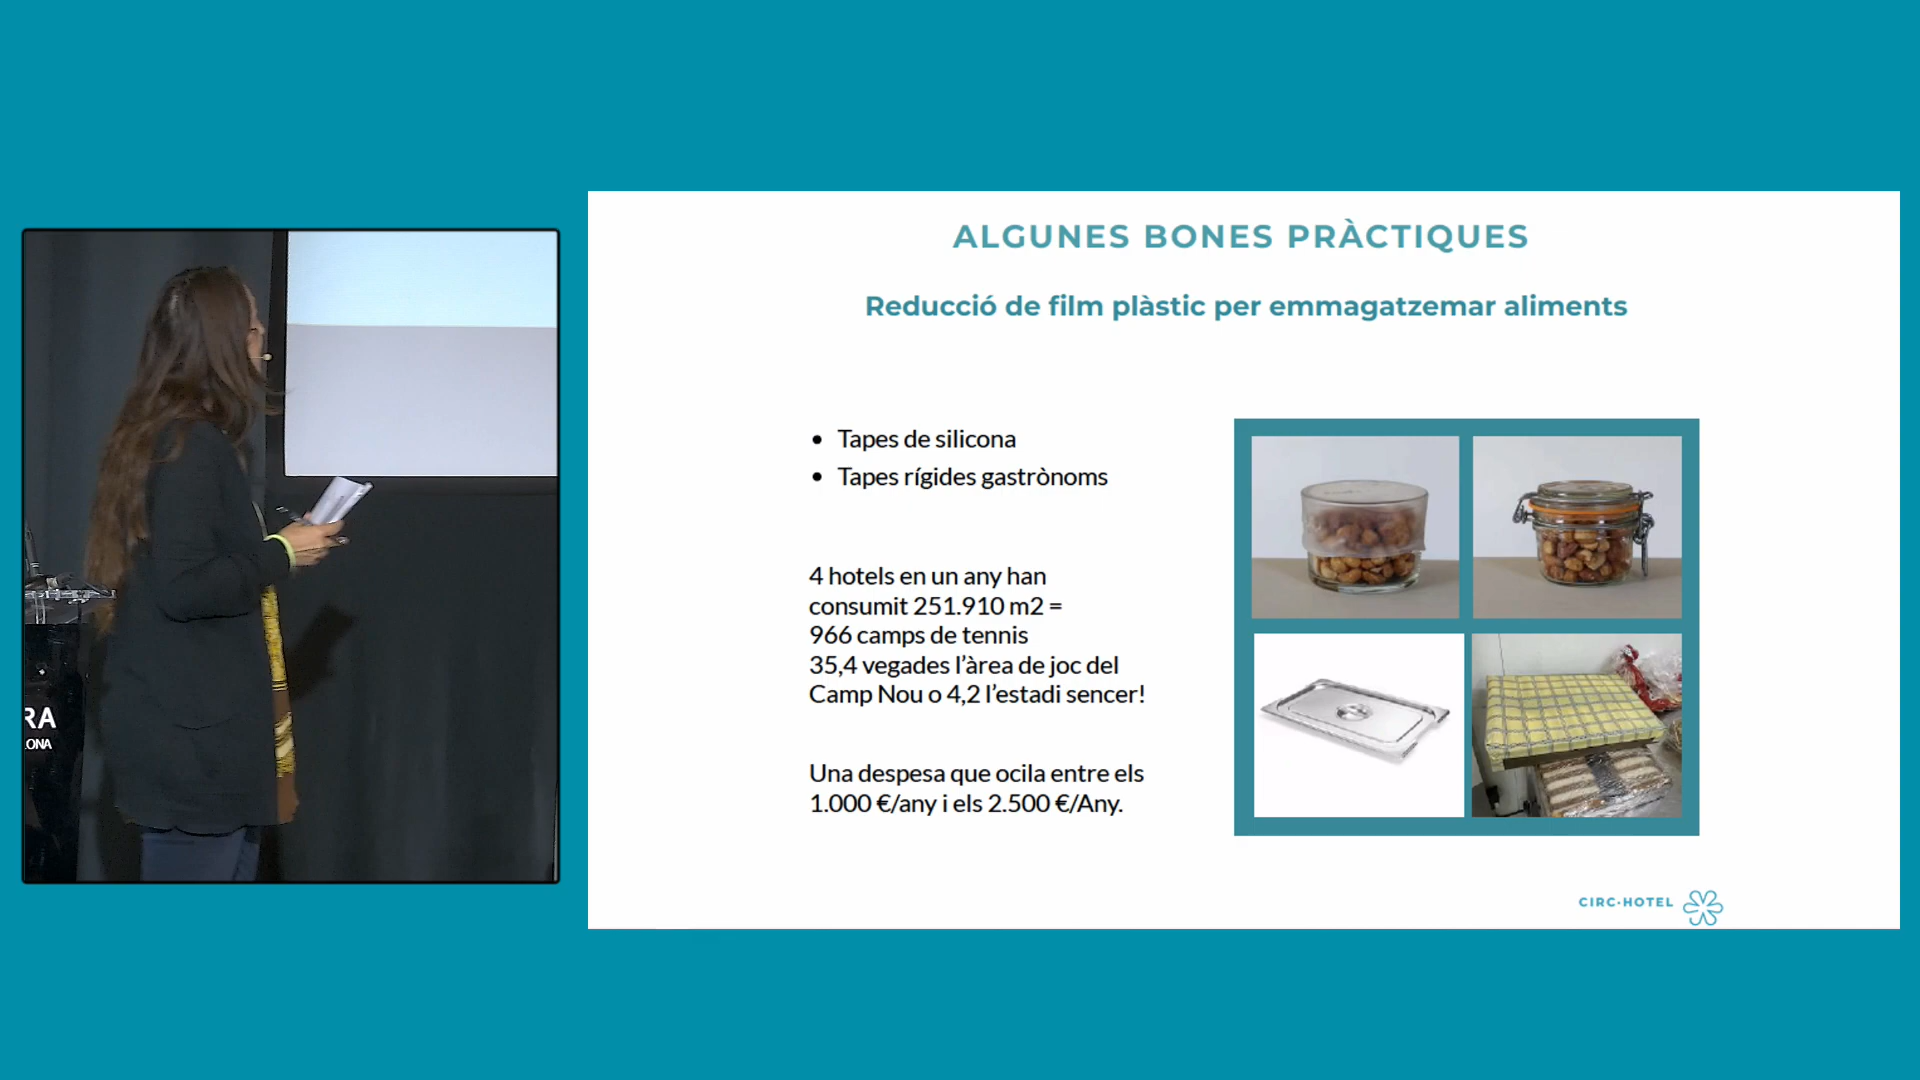 ALGUNES BONES PRÀCTIQUES
Reducció de film plàstic per emmagatzemar aliments
• Tapes de silicona
• Tapes rígides gastrònoms
4 hotels en un any han
consumit 251.910 m2 =
966 camps de tennis
35,4 vegades l’àrea de joc del
Camp Nou o 4,2 l’estadi sencer!
Una despesa que ocila entre els
1.000 €/any i els 2.500 €/Any.
CIRC·HOTEL
RA
LONA